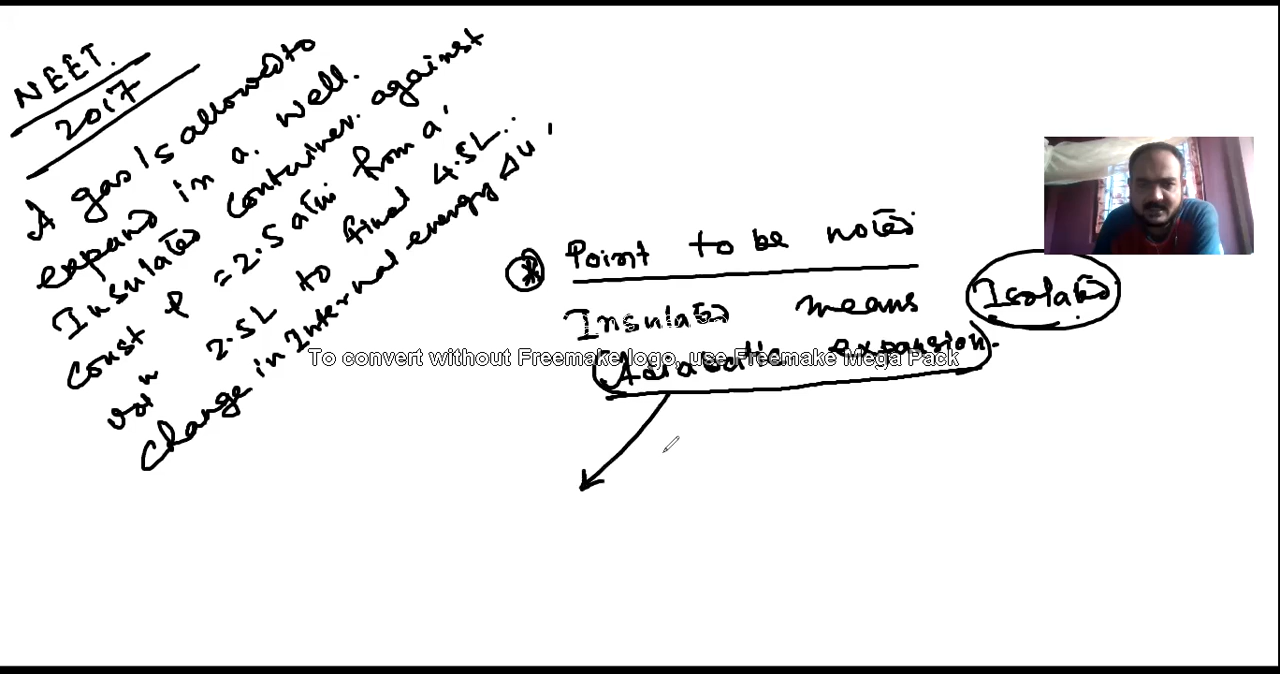 NEET.
2017
A gas Is allowed to
expand in a. well.
Insulated container. against
const P = 2.5 atm from a
voln 2.5L to final 4.5L..
change in Internal energy ΔU
* Point to be noted
Insulated means Isolated
To convert without Freemake logo, use Freemake Mega Pack
(Adiabatic expansion.